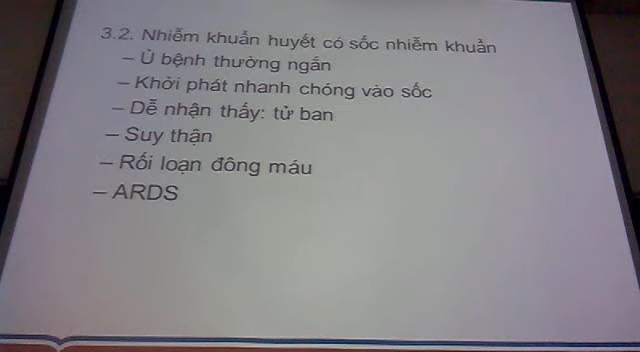 3.2. Nhiễm khuẩn huyết có sốc nhiễm khuẩn
– Ủ bệnh thường ngắn
– Khởi phát nhanh chóng vào sốc
– Dễ nhận thấy: tử ban
– Suy thận
– Rối loạn đông máu
– ARDS